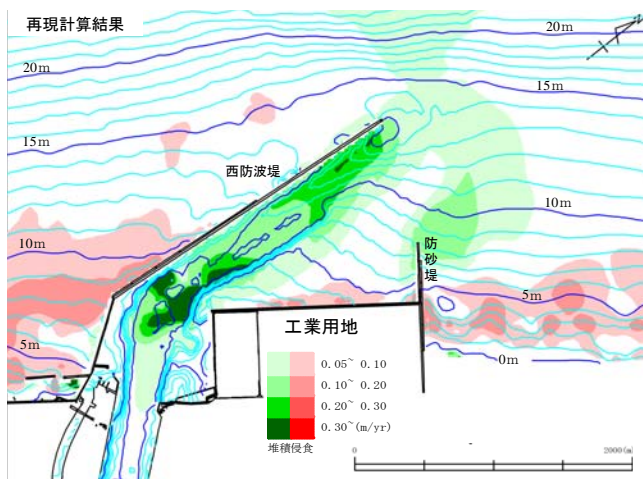 再現計算結果
20m
20m
15m
15m
西防波堤
10m
10m
防砂堤
5m
5m
0m
工業用地
0.05~ 0.10
0.10~ 0.20
0.20~ 0.30
0.30~(m/yr)
堆積侵食
0
2000(m)